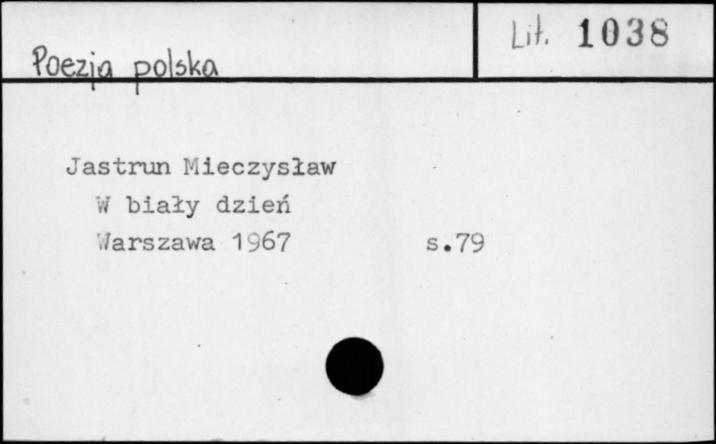 Poezja polska
Lit. 1038
Jastrun Mieczysław
W biały dzień
Warszawa 1967 s.79